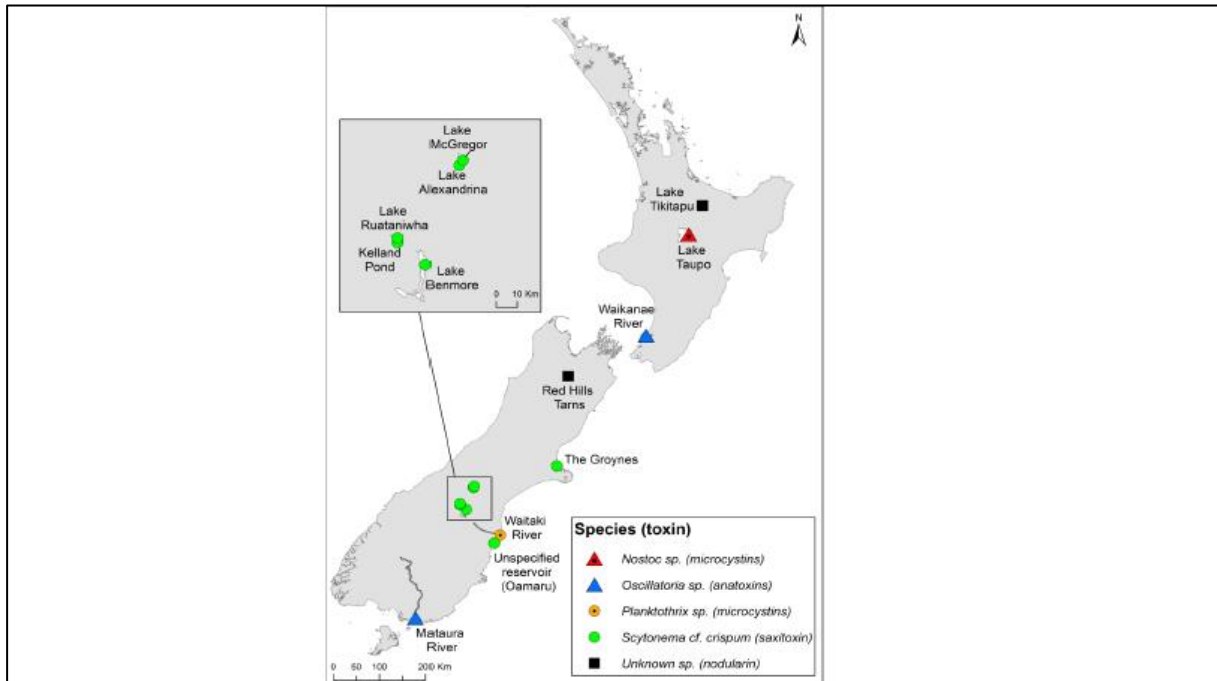 N
Lake
McGregor
Lake
Alexandrina
Lake
Ruataniwha
Kelland
Pond
Lake
Benmore
0 10 Km
Lake
Tikitapu
Lake
Taupo
Waikanae
River
Red Hills
Tarns
The Groynes
Waitaki
River
Unspecified
reservoir
(Oamaru)
Mataura
River
0 50 100 200 Km
Species (toxin)
Nostoc sp. (microcystins)
Oscillatoria sp. (anatoxins)
Planktothrix sp. (microcystins)
Scytonema cf. crispum (saxitoxin)
Unknown sp. (nodularin)